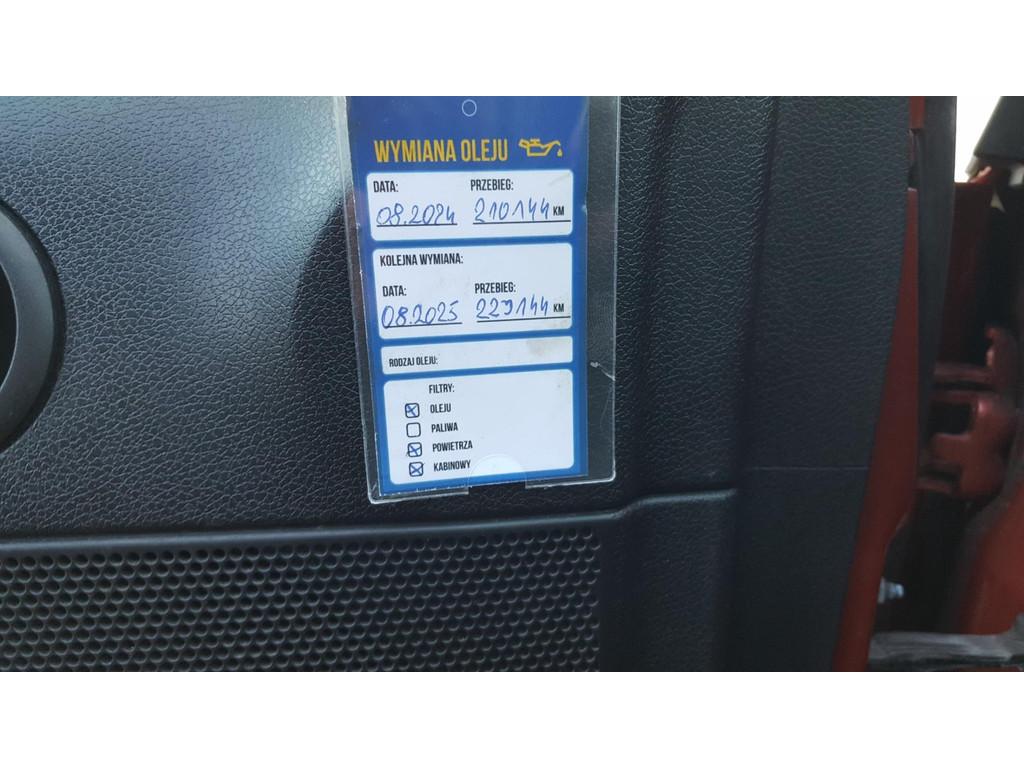 WYMIANA OLEJU
DATA: PRZEBIEG:
08.2024 210144 KM
KOLEJNA WYMIANA:
DATA: PRZEBIEG:
08.2025 225144 KM
RODZAJ OLEJU:
FILTRY:
OLEJU
PALIWA
POWIETRZA
KABINOWY